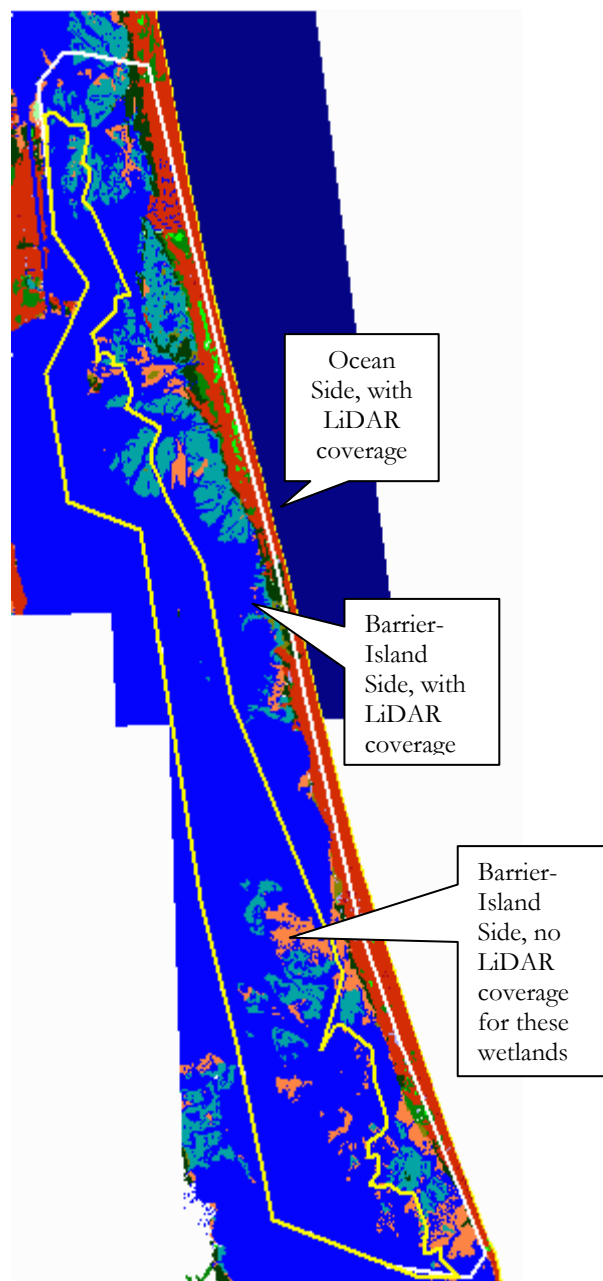 Ocean
Side, with
LiDAR
coverage
Barrier-
Island
Side, with
LiDAR
coverage
Barrier-
Island
Side, no
LiDAR
coverage
for these
wetlands